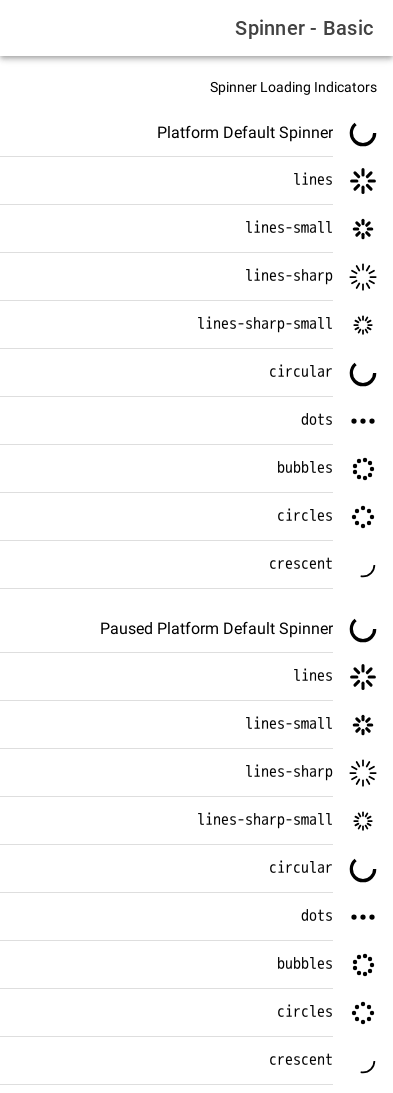 Spinner - Basic
Spinner Loading Indicators
Platform Default Spinner
lines
lines-small
lines-sharp
lines-sharp-small
circular
dots
bubbles
circles
crescent
Paused Platform Default Spinner
lines
lines-small
lines-sharp
lines-sharp-small
circular
dots
bubbles
circles
crescent